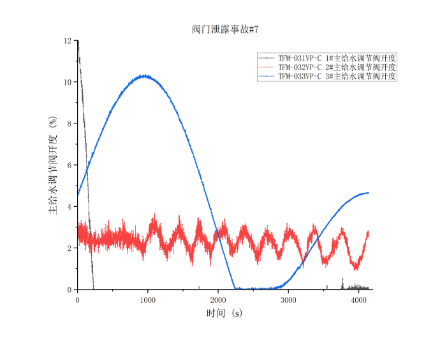 阀门泄露事故#7
TFM-031VP-C 1#主给水调节阀开度
TFM-032VP-C 2#主给水调节阀开度
TFM-033VP-C 3#主给水调节阀开度
主给水调节阀开度 (%)
12
10
8
6
4
2
0
0 1000 2000 3000 4000
时间 (s)